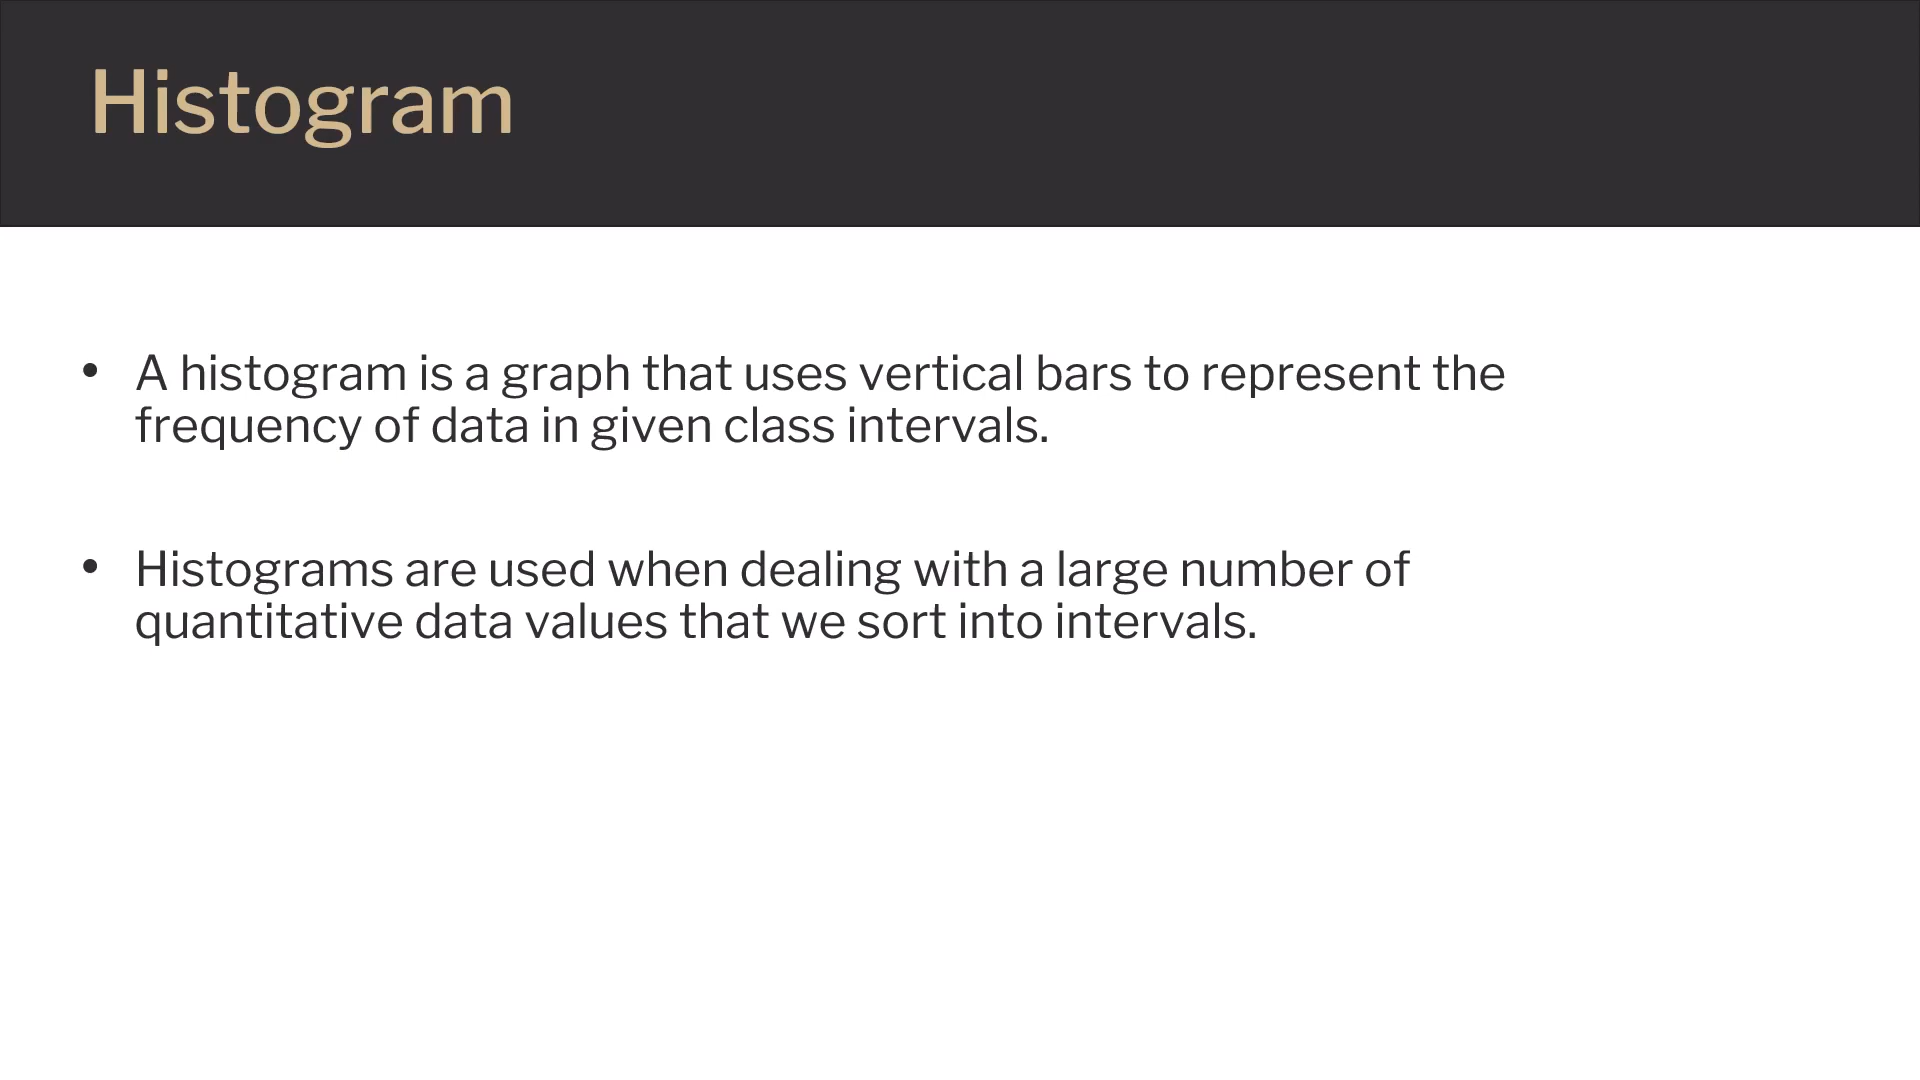 Histogram
• A histogram is a graph that uses vertical bars to represent the
frequency of data in given class intervals.
• Histograms are used when dealing with a large number of
quantitative data values that we sort into intervals.